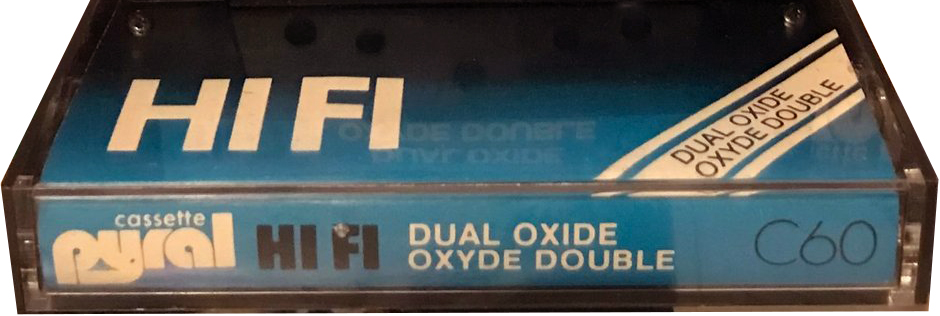 HI FI
DUAL OXIDE
OXYDE DOUBLE
cassette
pyral
HI FI
DUAL OXIDE
OXYDE DOUBLE
C60